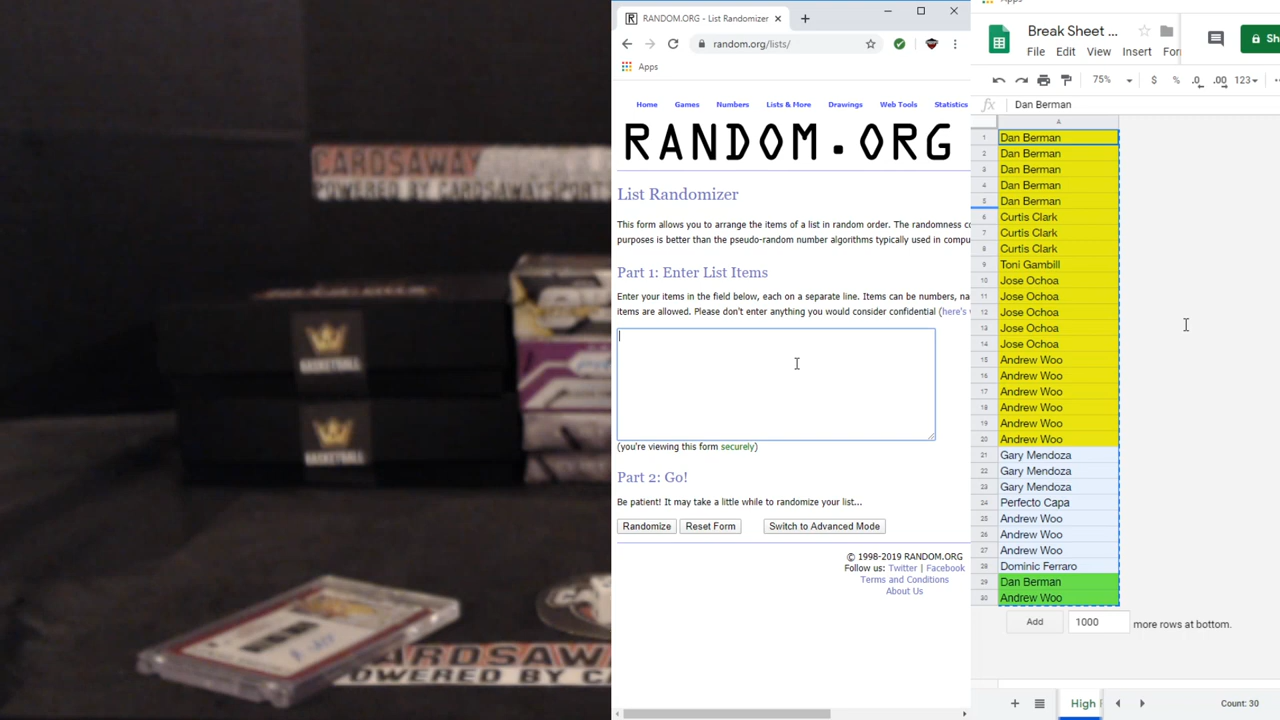 RANDOM.ORG - List Randomizer
random.org/lists/
Apps
Home Games Numbers Lists & More Drawings Web Tools Statistics
RANDOM.ORG
List Randomizer
This form allows you to arrange the items of a list in random order. The randomness
purposes is better than the pseudo-random number algorithms typically used in
Part 1: Enter List Items
Enter your items in the field below, each on a separate line. Items can be numbers,
items are allowed. Please don't enter anything you would consider confidential (here's
(you're viewing this form securely)
Part 2: Go!
Be patient! It may take a little while to randomize your list...
Randomize Reset Form Switch to Advanced Mode
© 1998-2019 RANDOM.ORG
Follow us: Twitter | Facebook
Terms and Conditions
About Us
Break Sheet ...
File Edit View Insert
75% $ % .0 .00 123
fx Dan Berman
A
1 Dan Berman
2 Dan Berman
3 Dan Berman
4 Dan Berman
5 Dan Berman
6 Curtis Clark
7 Curtis Clark
8 Curtis Clark
9 Toni Gambill
10 Jose Ochoa
11 Jose Ochoa
12 Jose Ochoa
13 Jose Ochoa
14 Jose Ochoa
15 Andrew Woo
16 Andrew Woo
17 Andrew Woo
18 Andrew Woo
19 Andrew Woo
20 Andrew Woo
21 Gary Mendoza
22 Gary Mendoza
23 Gary Mendoza
24 Perfecto Capa
25 Andrew Woo
26 Andrew Woo
27 Andrew Woo
28 Dominic Ferraro
29 Dan Berman
30 Andrew Woo
Add 1000 more rows at bottom.
High
Count: 30